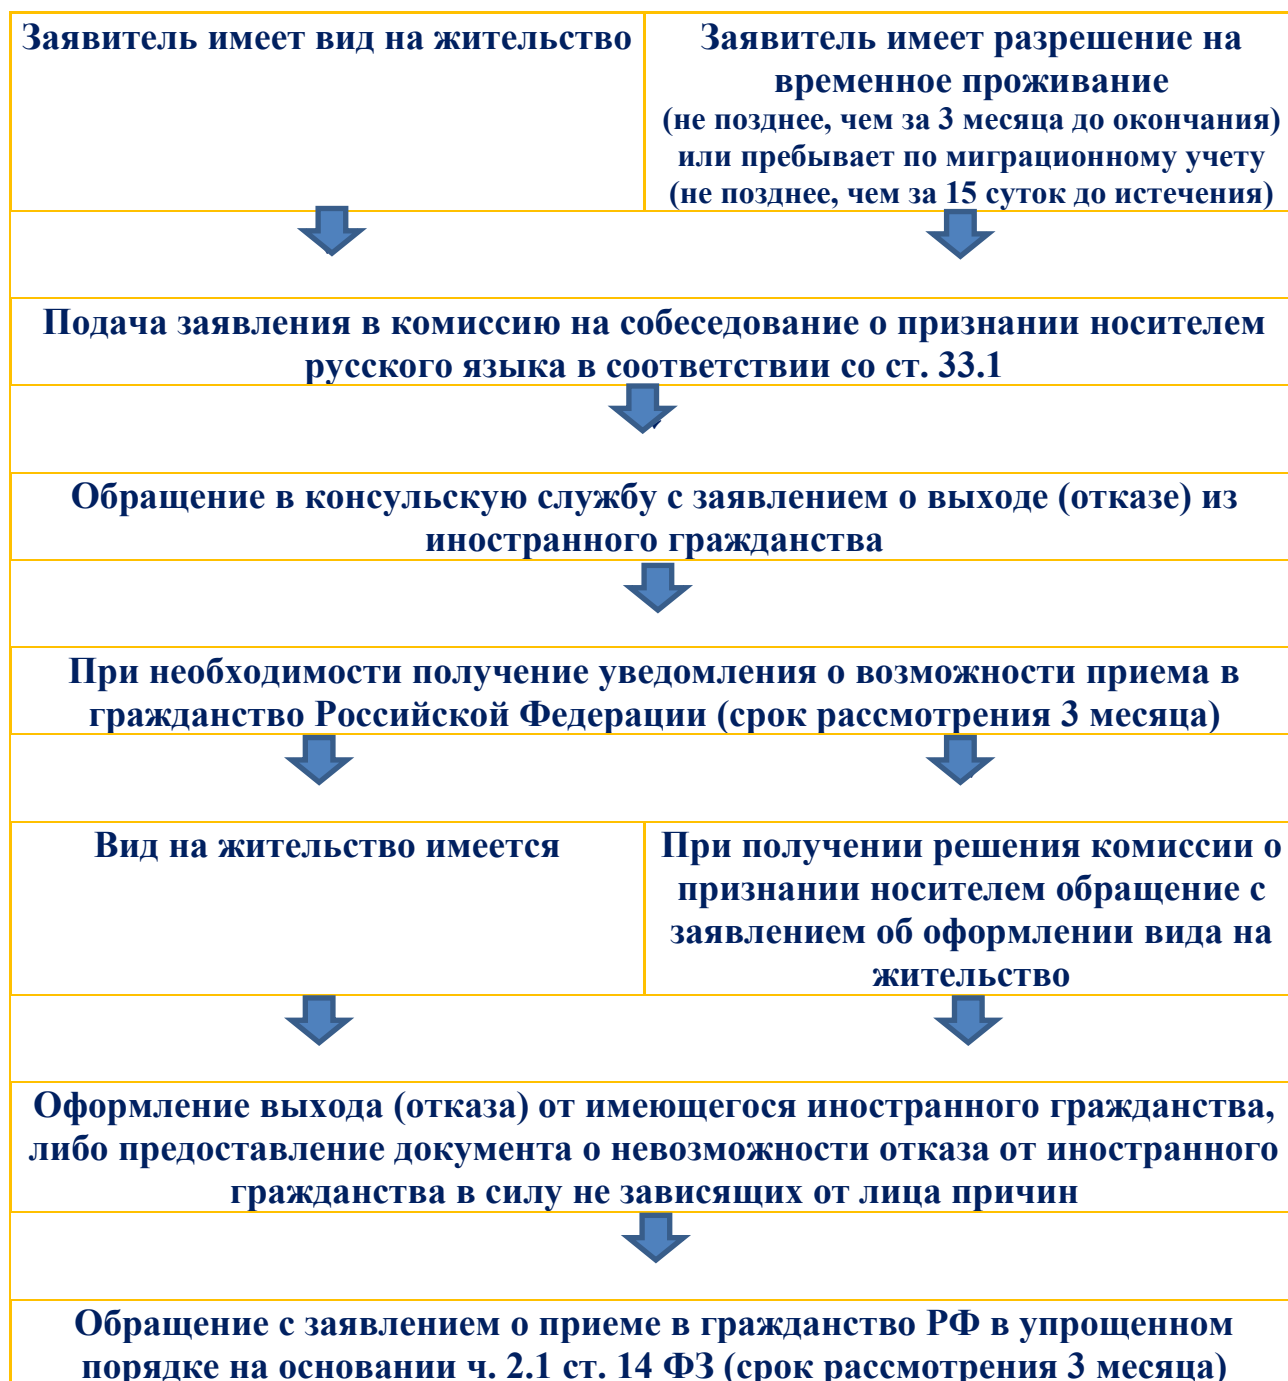 Заявитель имеет вид на жительство
Заявитель имеет разрешение на
временное проживание
(не позднее, чем за 3 месяца до окончания)
или пребывает по миграционному учету
(не позднее, чем за 15 суток до истечения)
Подача заявления в комиссию на собеседование о признании носителем
русского языка в соответствии со ст. 33.1
Обращение в консульскую службу с заявлением о выходе (отказе) из
иностранного гражданства
При необходимости получение уведомления о возможности приема в
гражданство Российской Федерации (срок рассмотрения 3 месяца)
Вид на жительство имеется
При получении решения комиссии о
признании носителем обращение с
заявлением об оформлении вида на
жительство
Оформление выхода (отказа) от имеющегося иностранного гражданства,
либо предоставление документа о невозможности отказа от иностранного
гражданства в силу не зависящих от лица причин
Обращение с заявлением о приеме в гражданство РФ в упрощенном
порядке на основании ч. 2.1 ст. 14 ФЗ (срок рассмотрения 3 месяца)